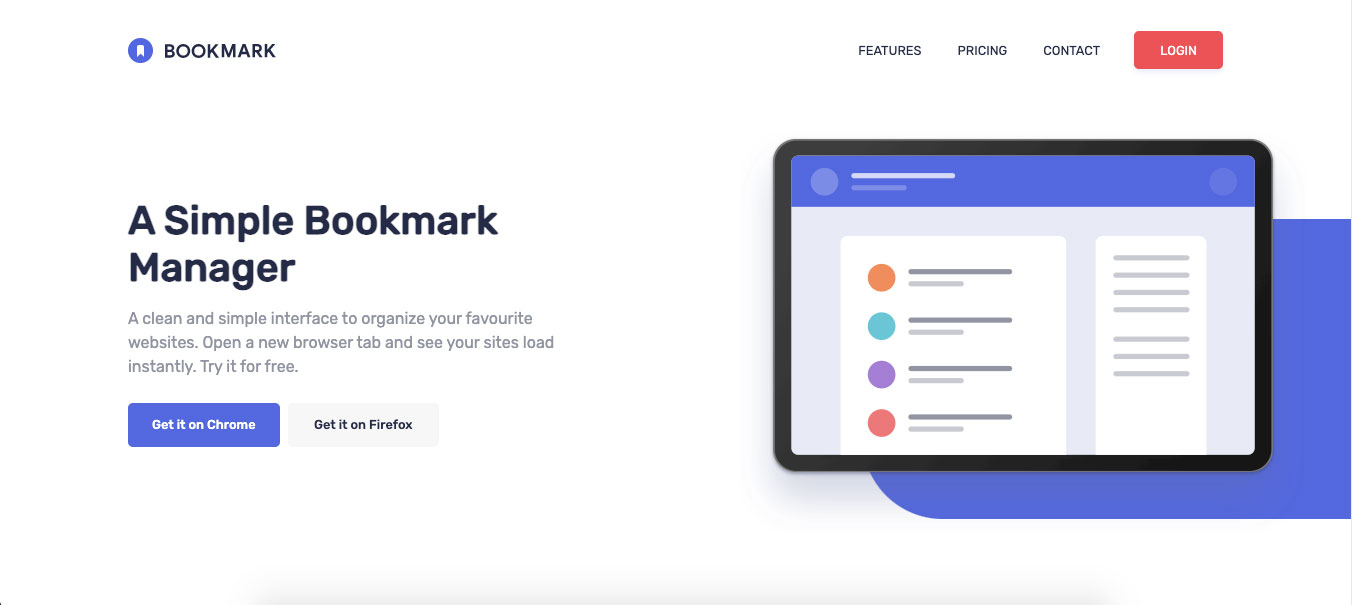 BOOKMARK
FEATURES
PRICING
CONTACT
LOGIN
A Simple Bookmark
Manager
A clean and simple interface to organize your favourite
websites. Open a new browser tab and see your sites load
instantly. Try it for free.
Get it on Chrome
Get it on Firefox